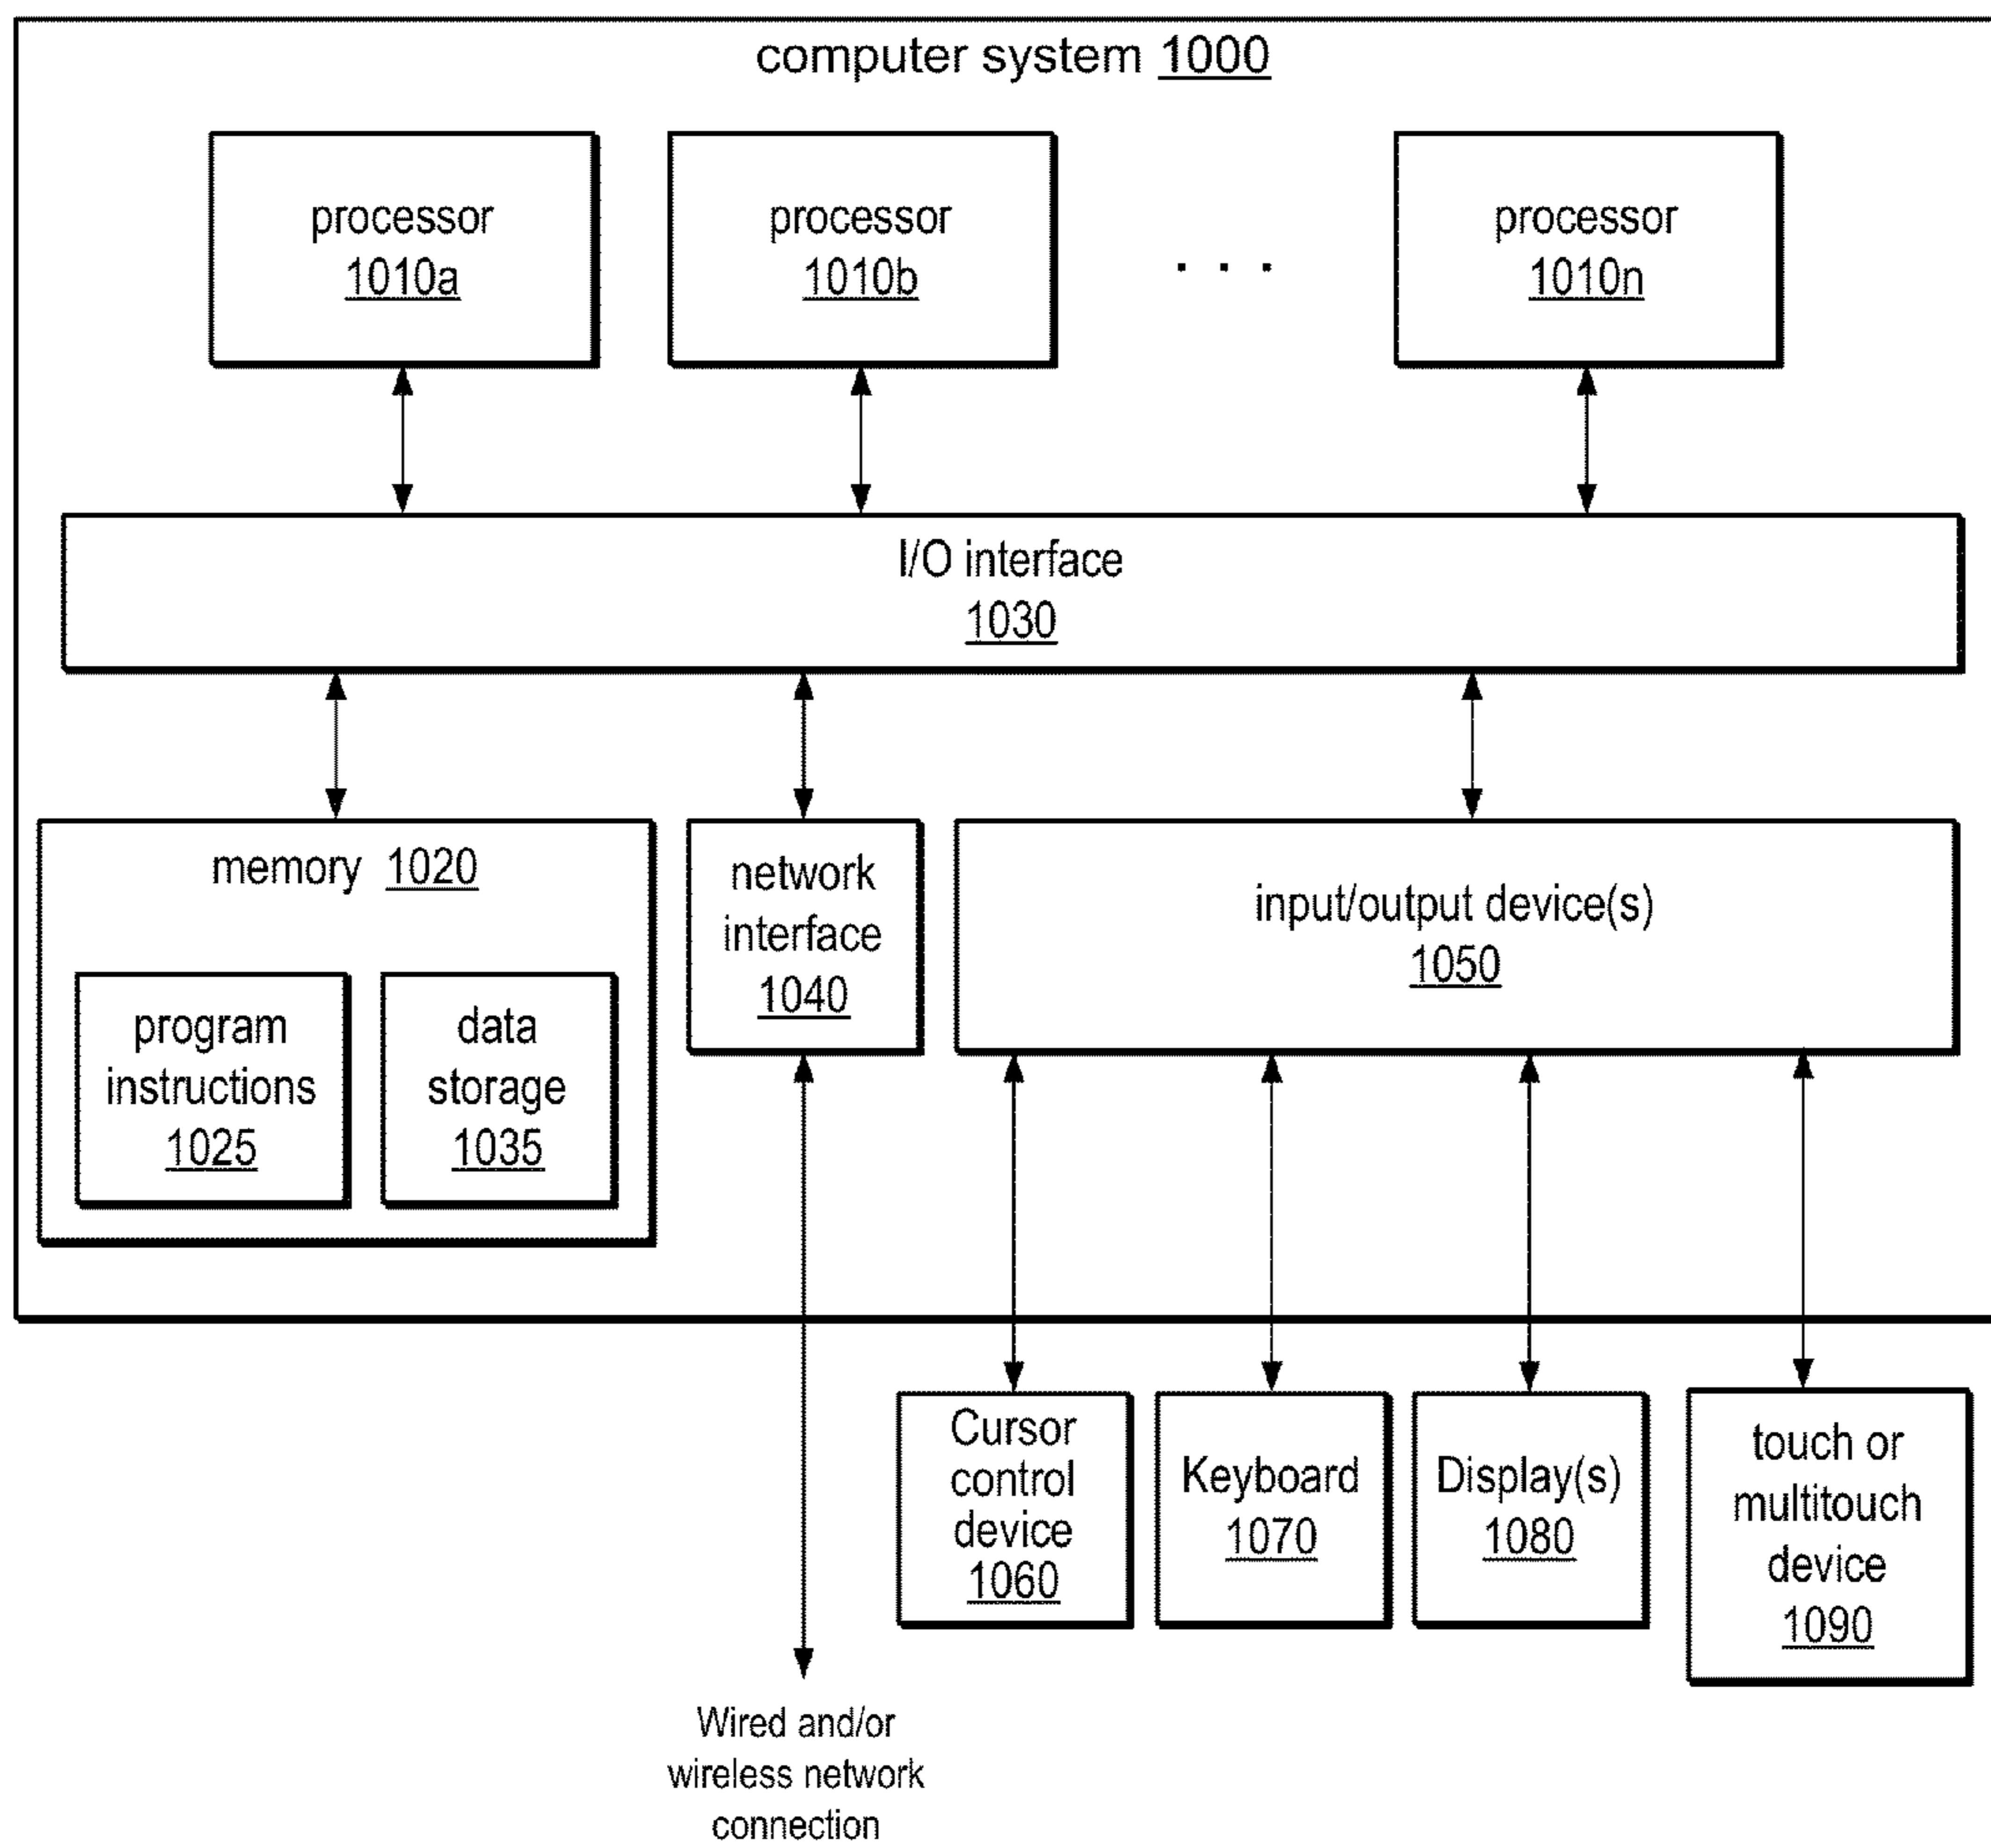 computer system 1000
processor
1010a
processor
1010b
. . .
processor
1010n
I/O interface
1030
memory 1020
program
instructions
1025
data
storage
1035
network
interface
1040
input/output device(s)
1050
Cursor
control
device
1060
Keyboard
1070
Display(s)
1080
touch or
multitouch
device
1090
Wired and/or
wireless network
connection